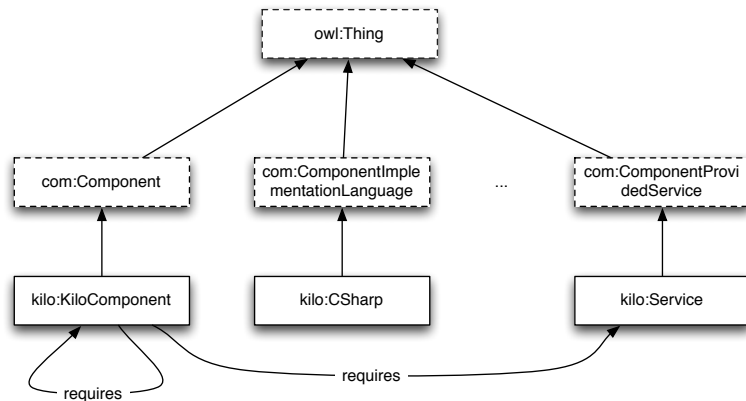 owl:Thing
com:Component
com:ComponentImple
mentationLanguage
...
com:ComponentProvi
dedService
kilo:KiloComponent
kilo:CSharp
kilo:Service
requires
requires